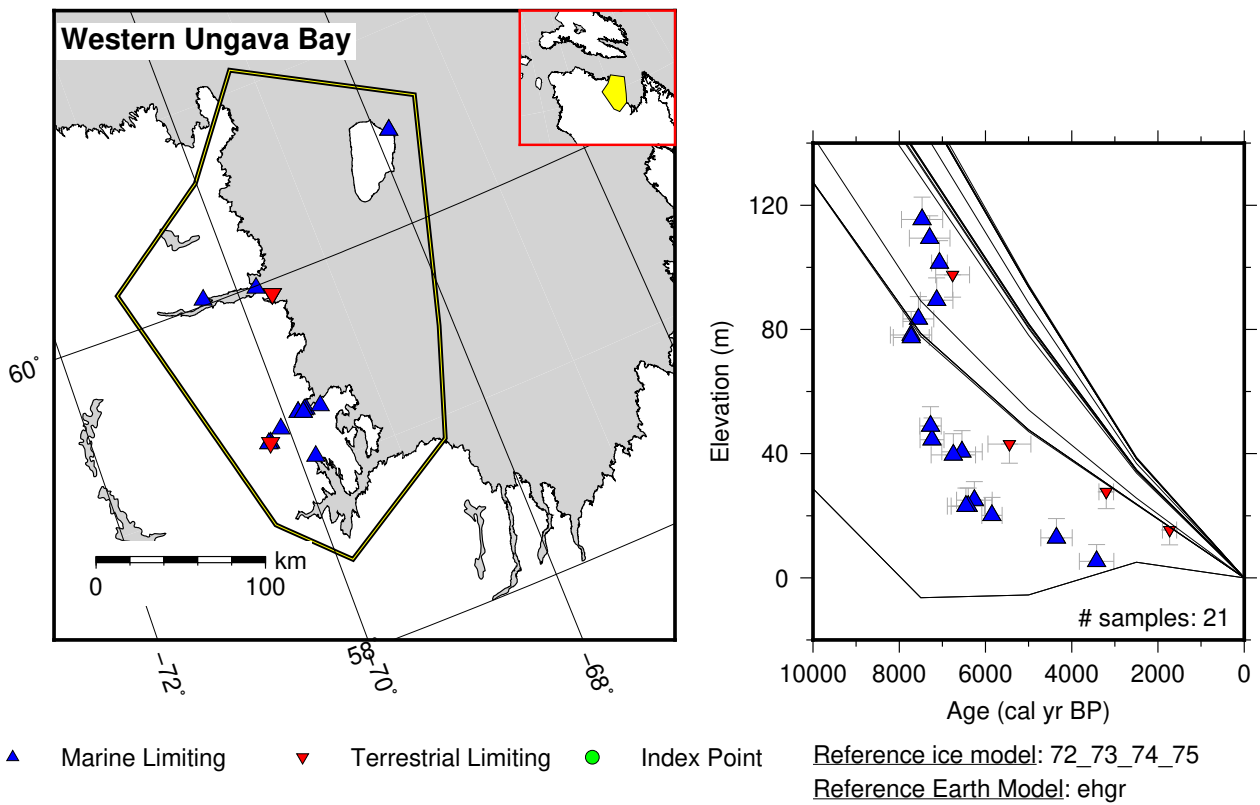 Western Ungava Bay
60°
km
0 100
−72°
58°
−70°
−68°
Elevation (m)
120
80
40
0
# samples: 21
10000 8000 6000 4000 2000 0
Age (cal yr BP)
Marine Limiting Terrestrial Limiting Index Point
Reference ice model: 72_73_74_75
Reference Earth Model: ehgr